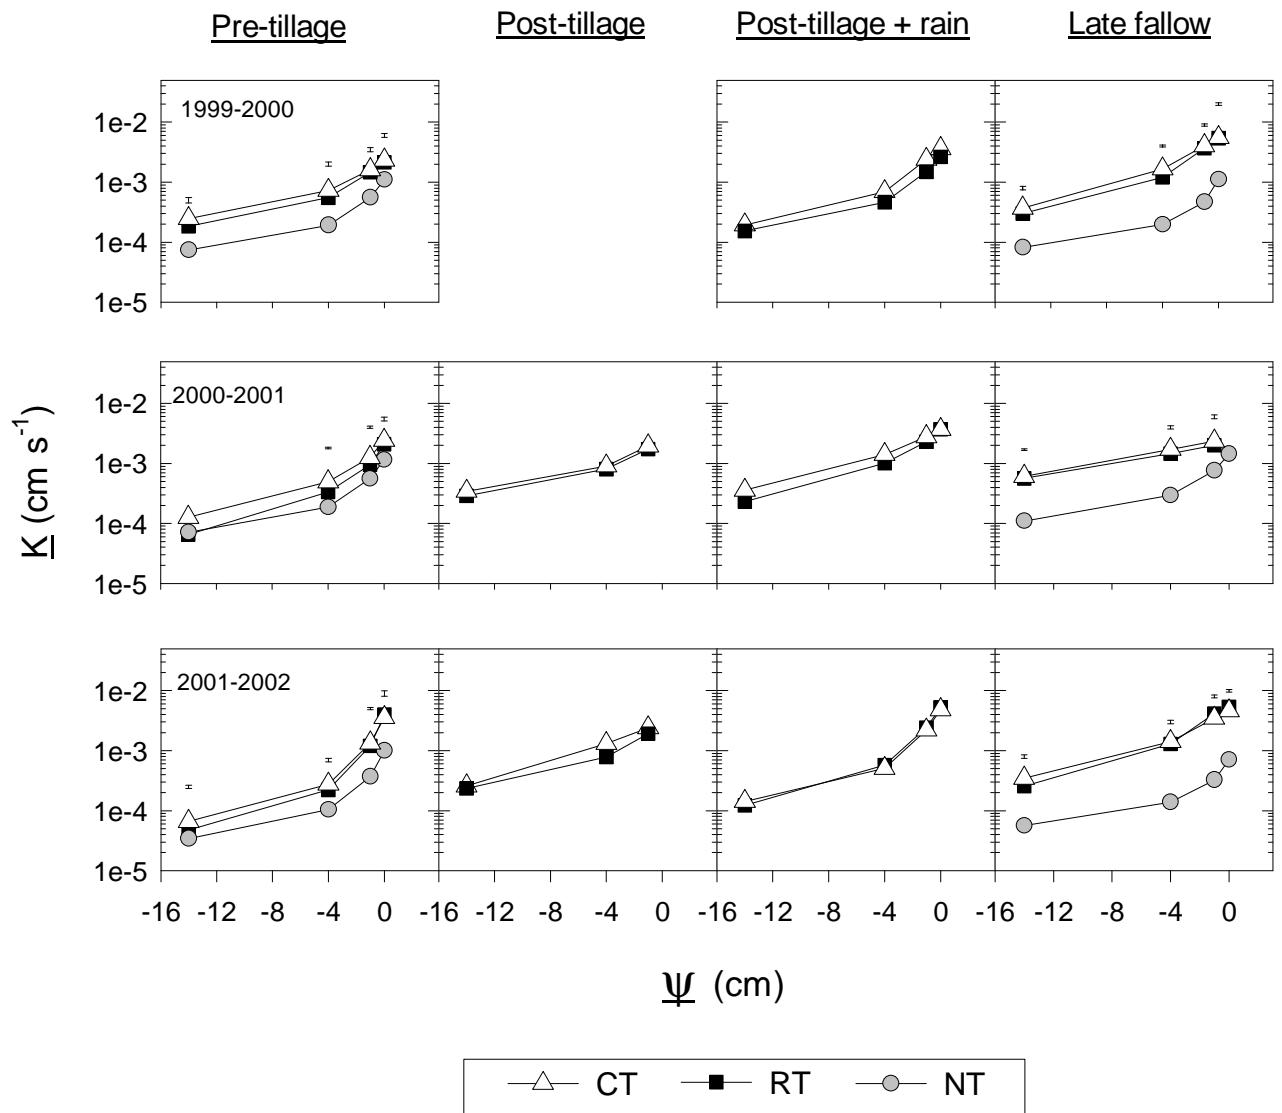 Pre-tillage Post-tillage Post-tillage + rain Late fallow
1999-2000
1e-2
1e-3
1e-4
1e-5
2000-2001
1e-2
1e-3
1e-4
1e-5
K (cm s⁻¹)
2001-2002
1e-2
1e-3
1e-4
1e-5
-16 -12 -8 -4 0 -12 -8 -4 0 -16 -12 -8 -4 0 -16 -12 -8 -4 0
Ψ (cm)
CT RT NT